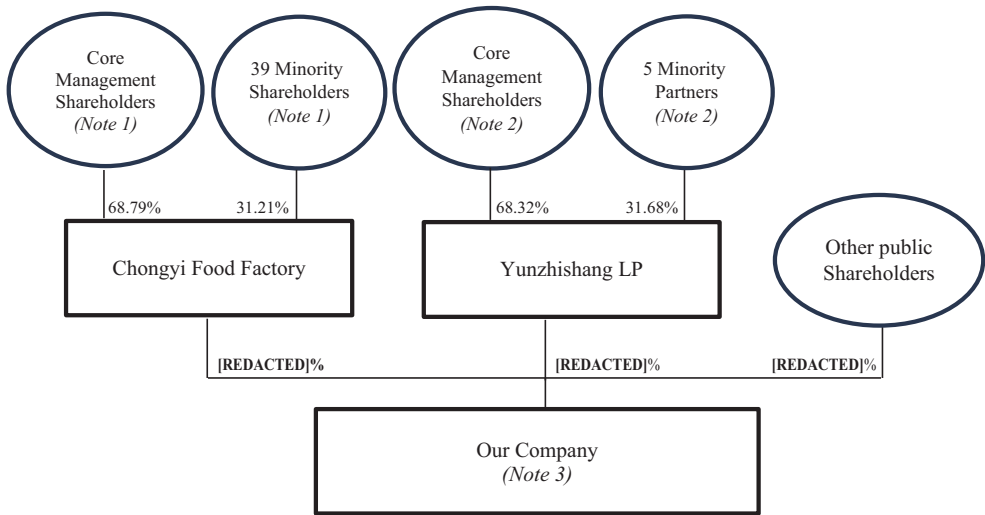 Core
Management
Shareholders
(Note 1)
39 Minority
Shareholders
(Note 1)
Core
Management
Shareholders
(Note 2)
5 Minority
Partners
(Note 2)
68.79%
31.21%
68.32%
31.68%
Chongyi Food Factory
Yunzhishang LP
Other public
Shareholders
[REDACTED]%
[REDACTED]%
[REDACTED]%
Our Company
(Note 3)